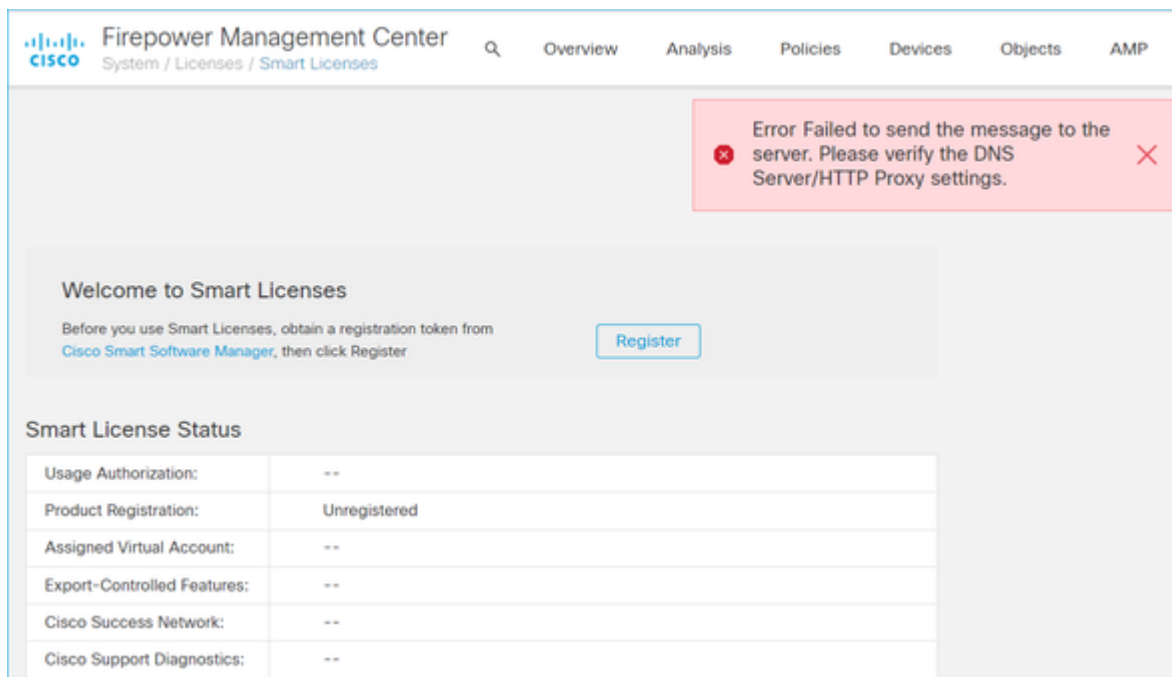 CISCO
Firepower Management Center
System / Licenses / Smart Licenses
Overview Analysis Policies Devices Objects AMP
Error Failed to send the message to the
server. Please verify the DNS
Server/HTTP Proxy settings.
Welcome to Smart Licenses
Before you use Smart Licenses, obtain a registration token from
Cisco Smart Software Manager, then click Register
Register
Smart License Status
Usage Authorization: --
Product Registration: Unregistered
Assigned Virtual Account: --
Export-Controlled Features: --
Cisco Success Network: --
Cisco Support Diagnostics: --